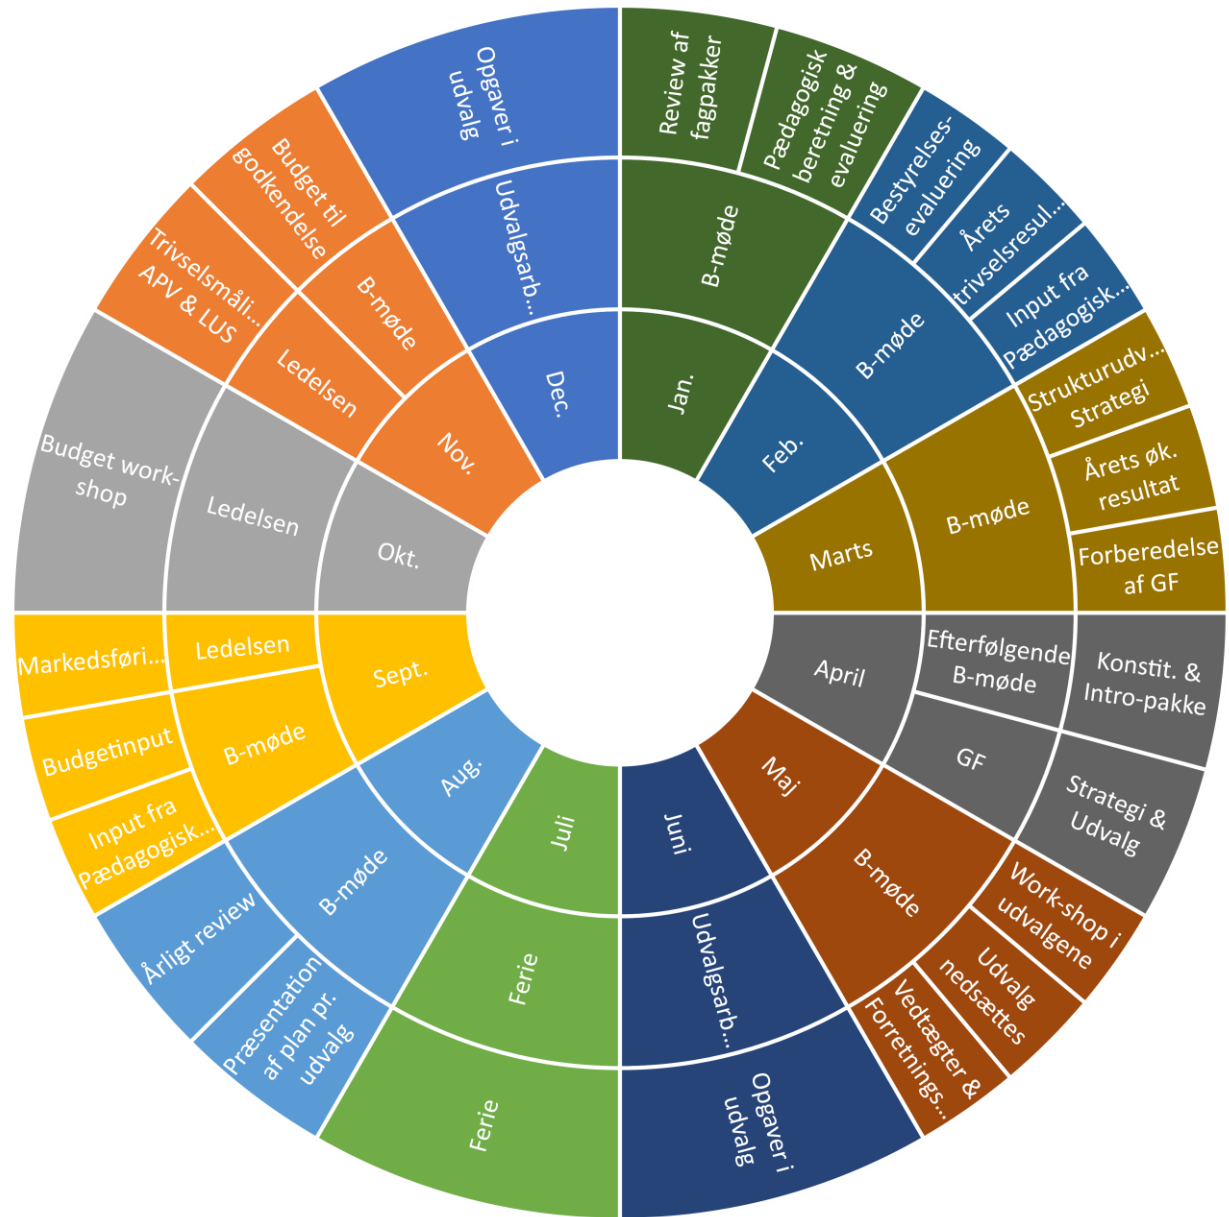 Jan.
B-møde
Review af
fagpakker
Pædagogisk
beretning &
evaluering
Feb.
B-møde
Bestyrelses-
evaluering
Årets
trivselsresul...
Input fra
Pædagogisk...
Marts
B-møde
Strukturudv...
Strategi
Årets øk.
resultat
Forberedelse
af GF
April
Efterfølgende
B-møde
Konstit. &
Intro-pakke
GF
Strategi &
Udvalg
Maj
B-møde
Work-shop i
udvalgene
Udvalg
nedsættes
Vedtægter &
Forretnings...
Juni
Udvalgsarb...
Opgaver i
udvalg
Juli
Ferie
Ferie
Aug.
B-møde
Præsentation
af plan pr.
udvalg
Årligt review
Sept.
B-møde
Input fra
Pædagogisk...
Budgetinput
Ledelsen
Markedsføri...
Okt.
Ledelsen
Budget work-
shop
Nov.
Ledelsen
Trivselsmåli...
APV & LUS
B-møde
Budget til
godkendelse
Dec.
Udvalgsarb...
Opgaver i
udvalg